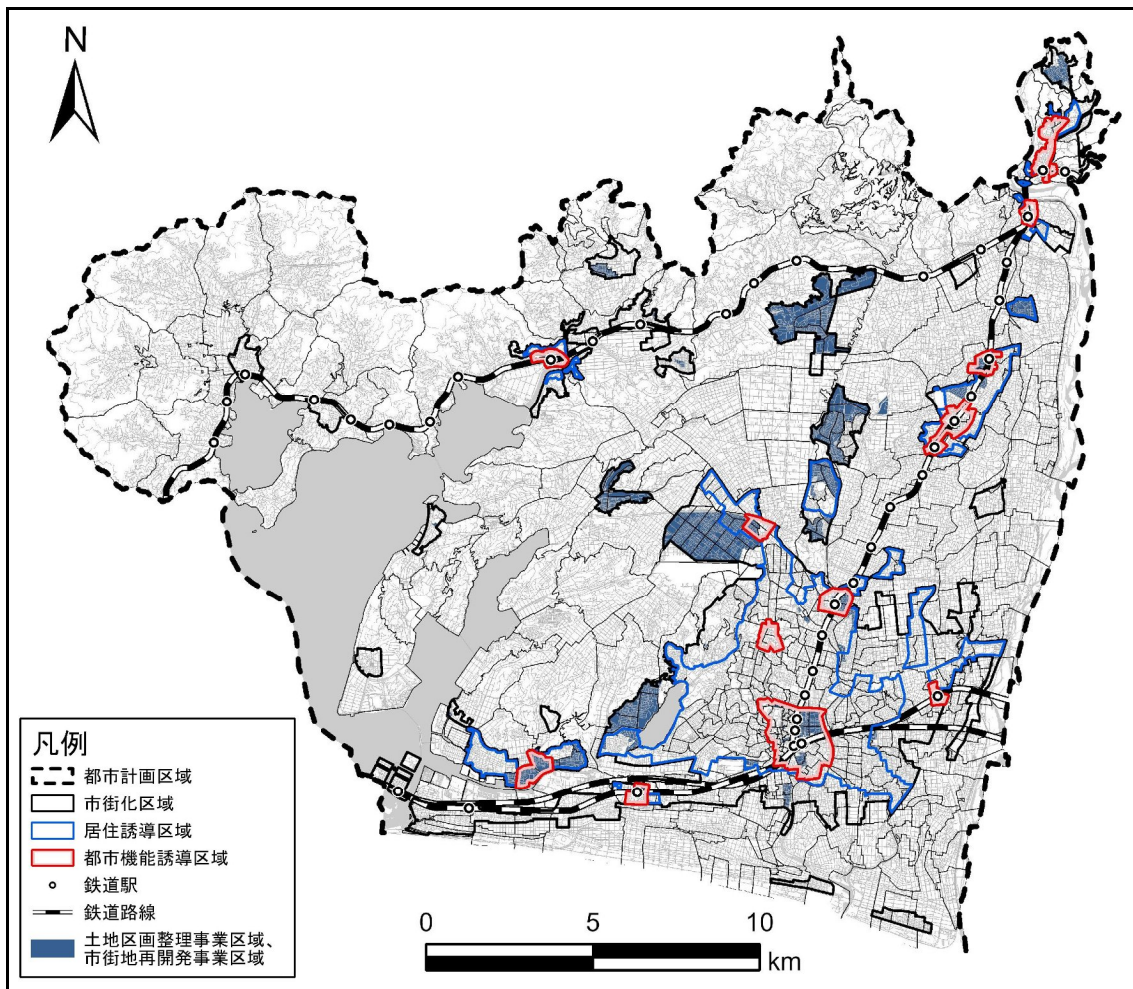 N
凡例
都市計画区域
市街化区域
居住誘導区域
都市機能誘導区域
鉄道駅
鉄道路線
土地区画整理事業区域、
市街地再開発事業区域
0 5 10
km